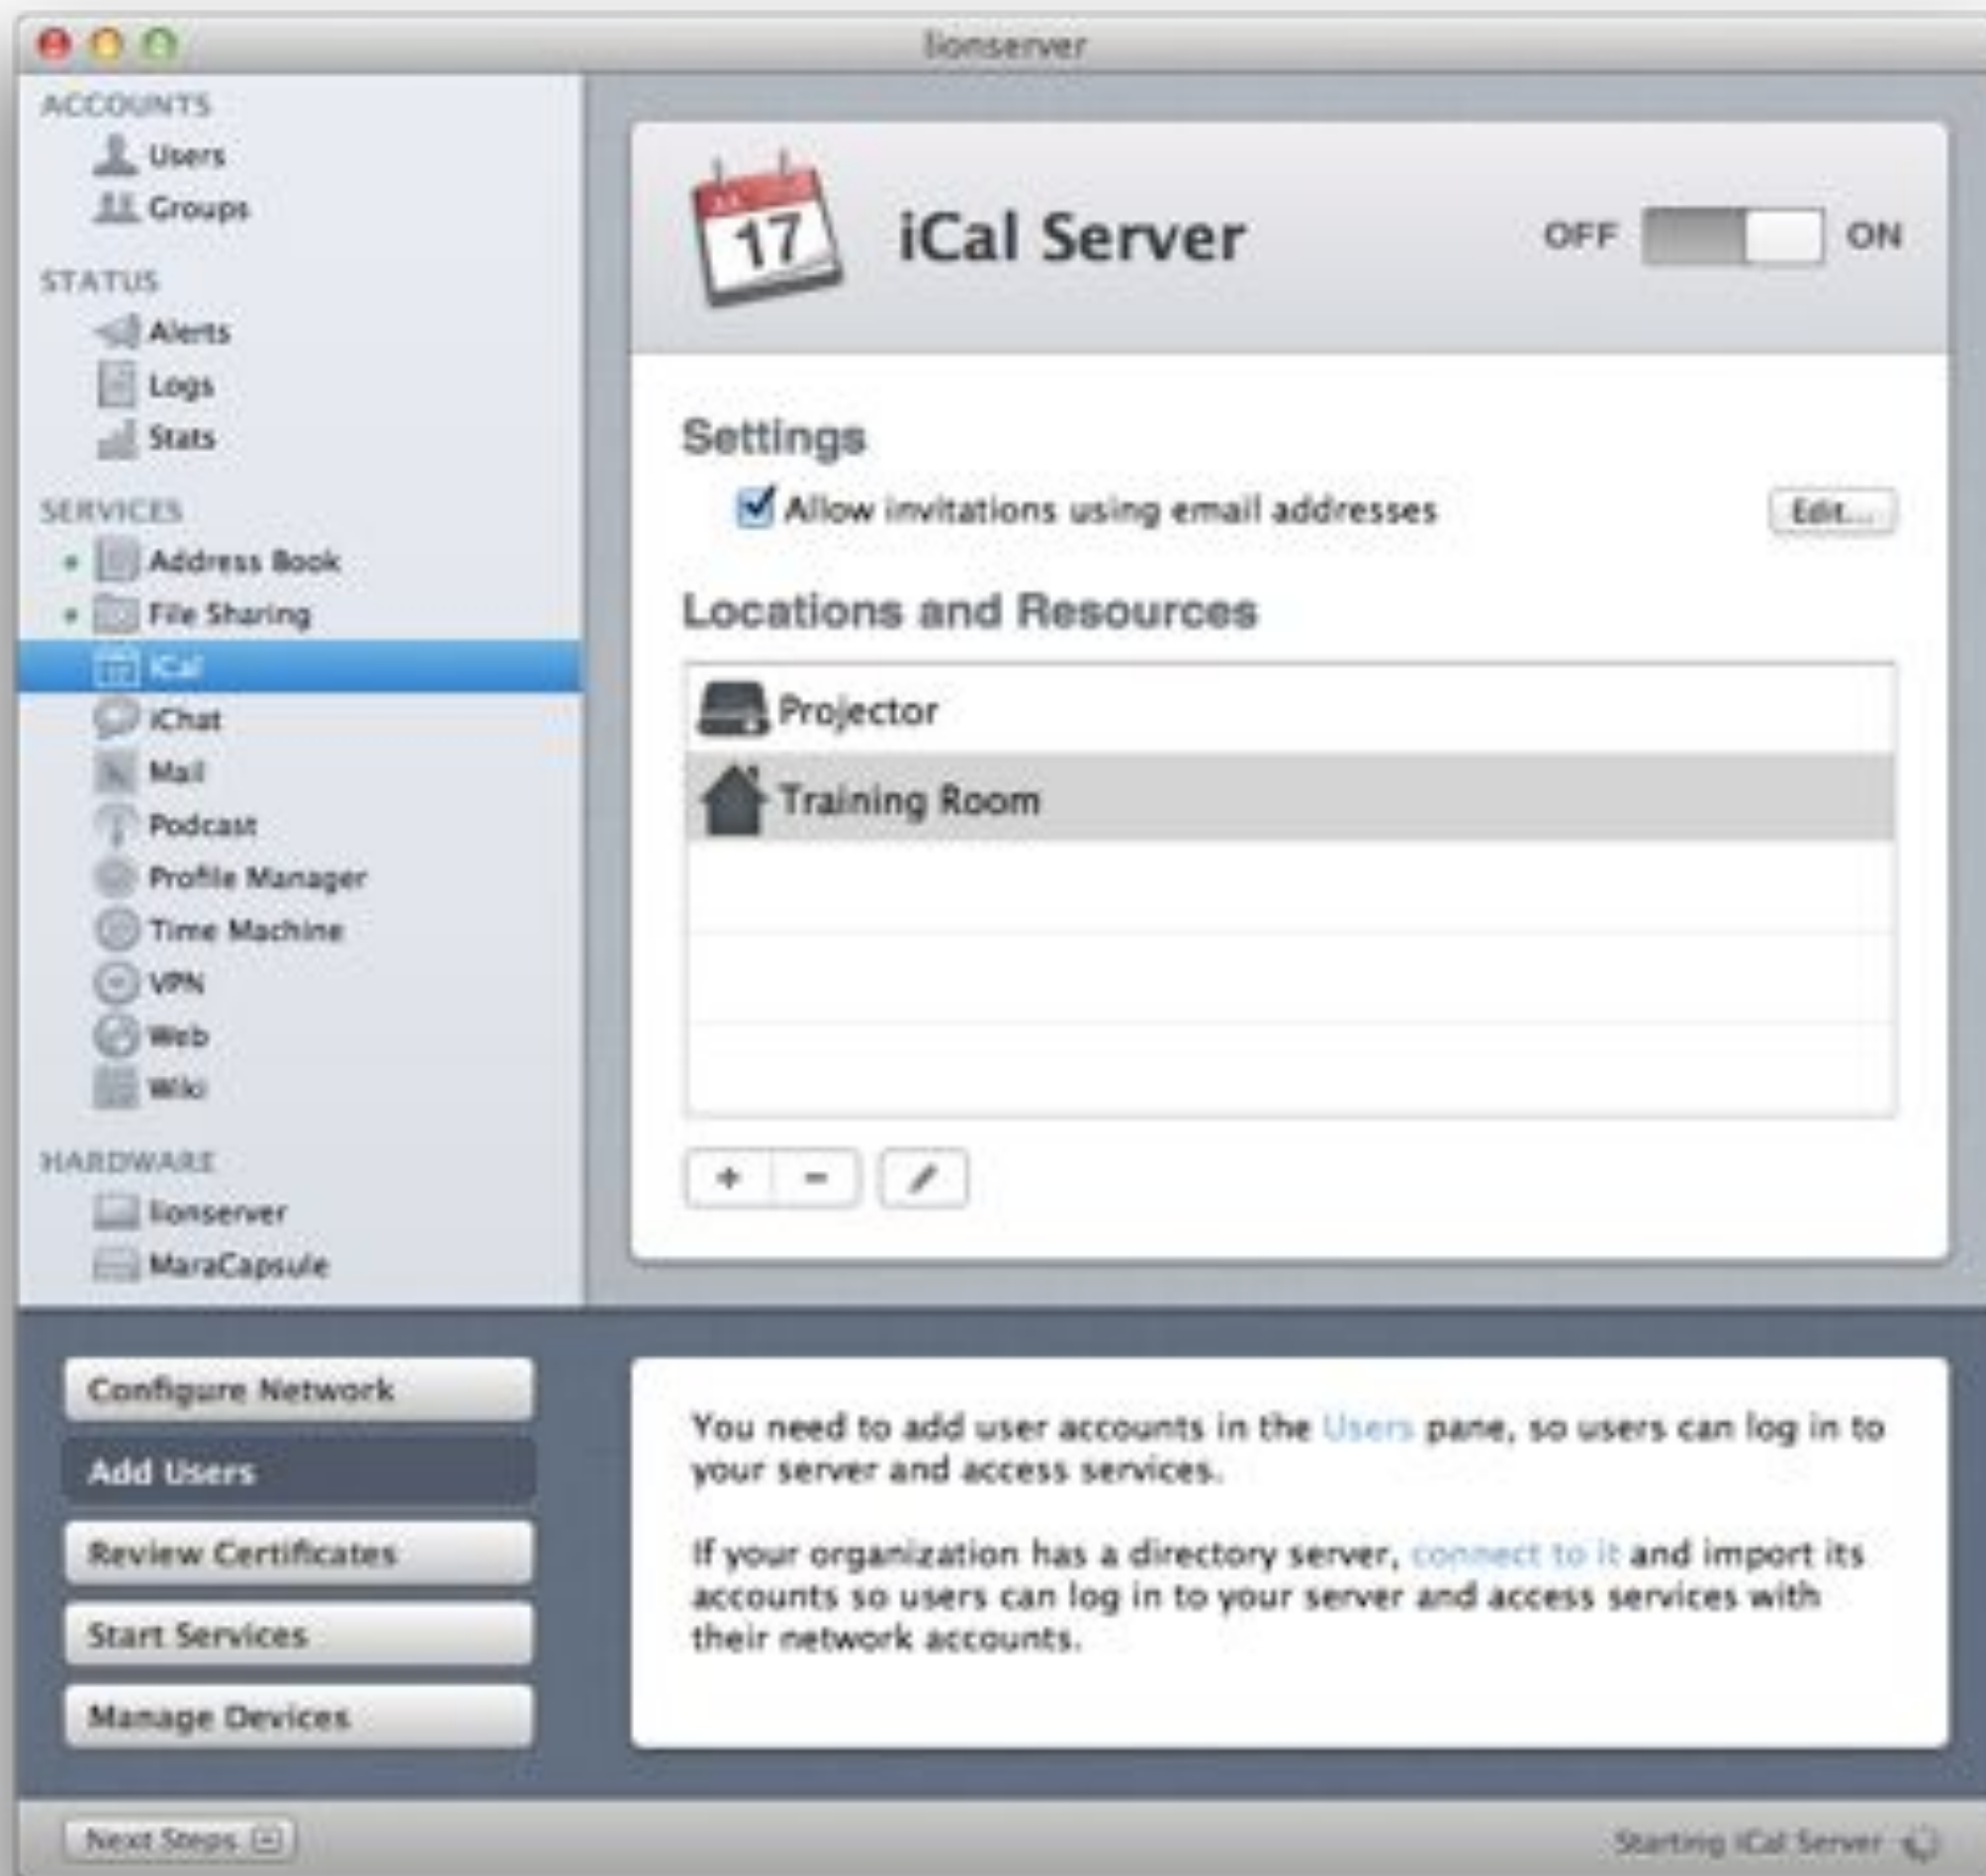 lionserver
ACCOUNTS
Users
Groups
STATUS
Alerts
Logs
Stats
SERVICES
Address Book
File Sharing
iCal
iChat
Mail
Podcast
Profile Manager
Time Machine
VPN
Web
Wiki
HARDWARE
lionserver
MaraCapsule
17
iCal Server
OFF
ON
Settings
Allow invitations using email addresses
Edit...
Locations and Resources
Projector
Training Room
Configure Network
Add Users
Review Certificates
Start Services
Manage Devices
You need to add user accounts in the Users pane, so users can log in to
your server and access services.
If your organization has a directory server, connect to it and import its
accounts so users can log in to your server and access services with
their network accounts.
Next Steps
Starting iCal Server